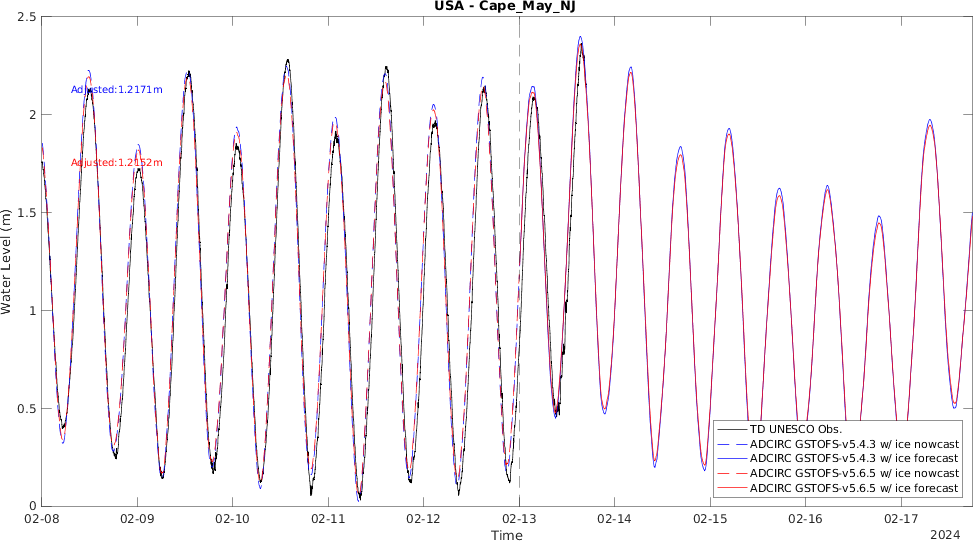 USA - Cape_May_NJ
2.5
2
1.5
1
0.5
0
Water Level (m)
Adjusted:1.2171m
Adjusted:1.2152m
TD UNESCO Obs.
ADCIRC GSTOFS-v5.4.3 w/ ice nowcast
ADCIRC GSTOFS-v5.4.3 w/ ice forecast
ADCIRC GSTOFS-v5.6.5 w/ ice nowcast
ADCIRC GSTOFS-v5.6.5 w/ ice forecast
02-08 02-09 02-10 02-11 02-12 02-13 02-14 02-15 02-16 02-17
Time
2024